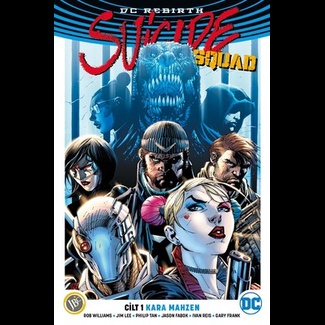 DC REBIRTH
SUICIDE
SQUAD
CİLT 1 KARA MAHZEN
ROB WILLIAMS • JIM LEE • PHILIP TAN • JASON FABOK • IVAN REIS • GARY FRANK
DC